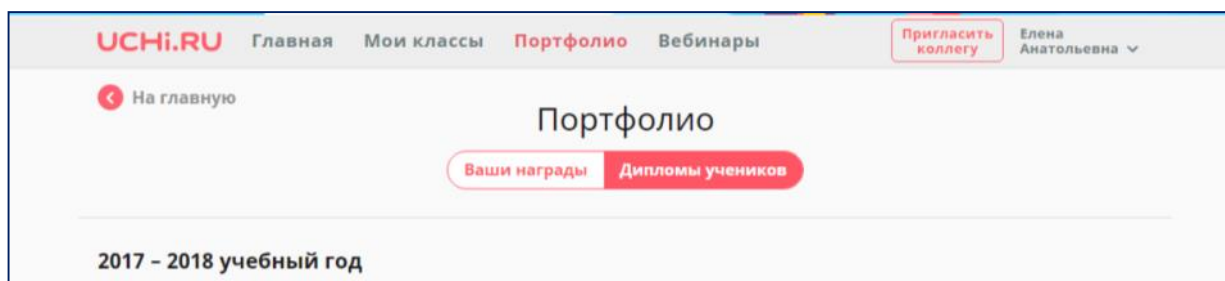 UCHi.RU Главная Мои классы Портфолио Вебинары Пригласить коллегу Елена Анатольевна
На главную
Портфолио
Ваши награды Дипломы учеников
2017 – 2018 учебный год